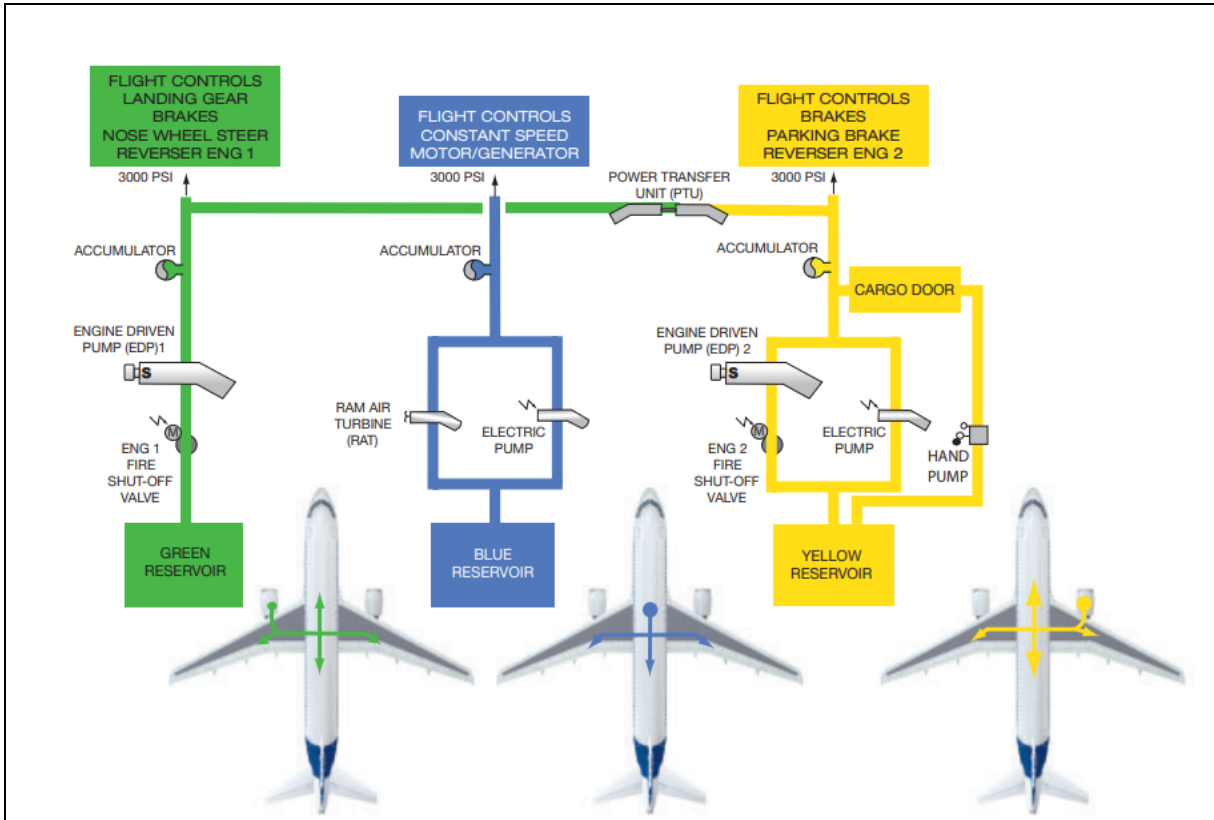 FLIGHT CONTROLS
LANDING GEAR
BRAKES
NOSE WHEEL STEER
REVERSER ENG 1
FLIGHT CONTROLS
CONSTANT SPEED
MOTOR/GENERATOR
FLIGHT CONTROLS
BRAKES
PARKING BRAKE
REVERSER ENG 2
3000 PSI
3000 PSI
POWER TRANSFER
UNIT (PTU)
3000 PSI
ACCUMULATOR
ACCUMULATOR
ACCUMULATOR
CARGO DOOR
ENGINE DRIVEN
PUMP (EDP)1
S
ENGINE DRIVEN
PUMP (EDP) 2
S
RAM AIR
TURBINE
(RAT)
ELECTRIC
PUMP
M
ENG 1
FIRE
SHUT-OFF
VALVE
M
ENG 2
FIRE
SHUT-OFF
VALVE
ELECTRIC
PUMP
HAND
PUMP
GREEN
RESERVOIR
BLUE
RESERVOIR
YELLOW
RESERVOIR